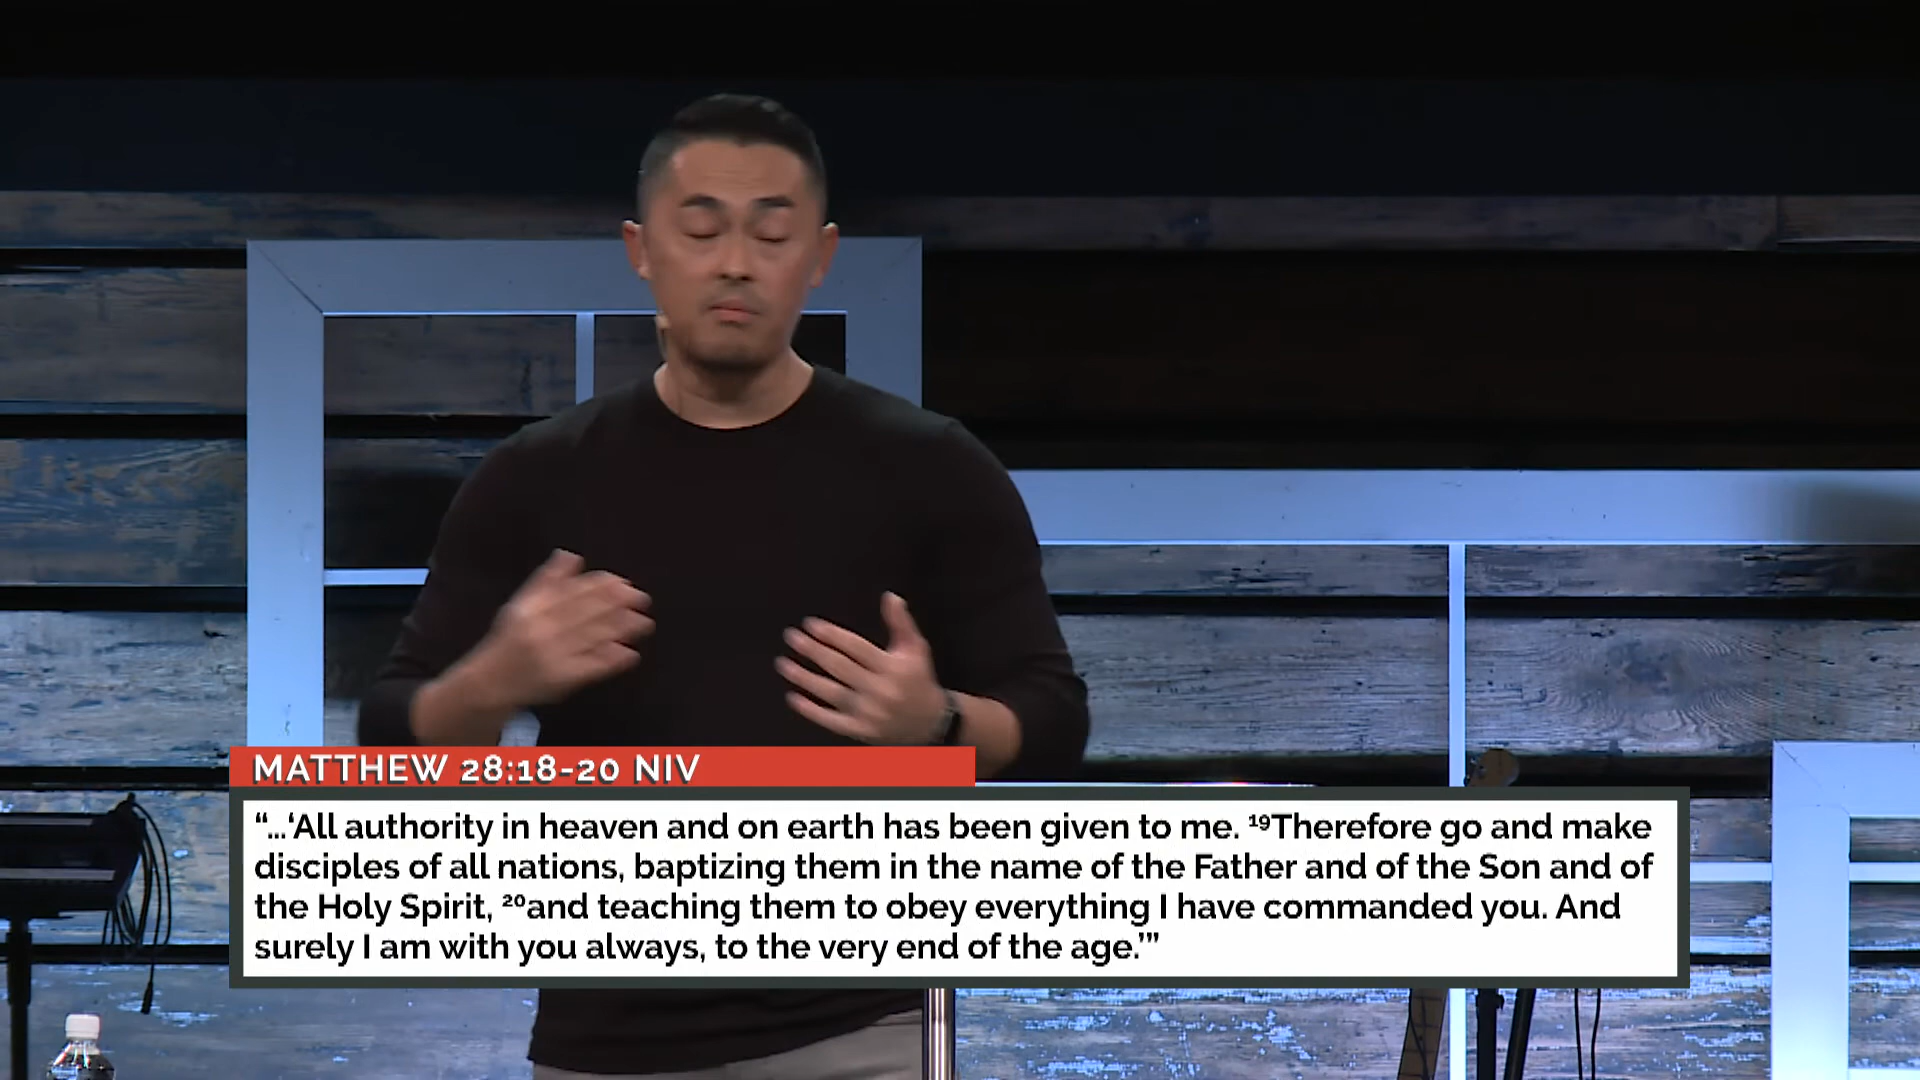 MATTHEW 28:18-20 NIV
“...‘All authority in heaven and on earth has been given to me. ¹⁹Therefore go and make
disciples of all nations, baptizing them in the name of the Father and of the Son and of
the Holy Spirit, ²⁰and teaching them to obey everything I have commanded you. And
surely I am with you always, to the very end of the age.’”